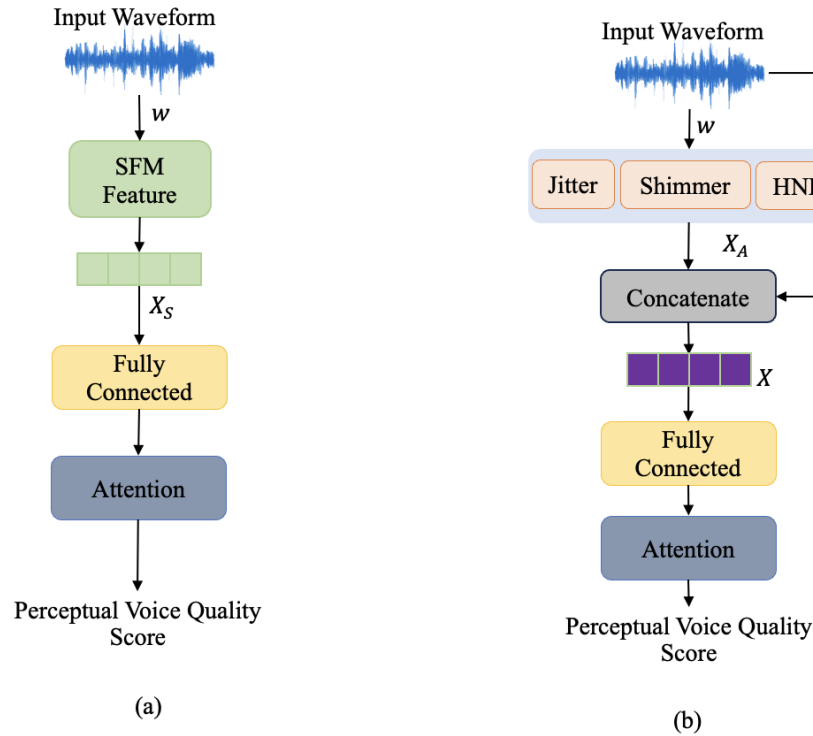 Input Waveform
w
SFM
Feature
X_S
Fully
Connected
Attention
Perceptual Voice Quality
Score
(a)
Input Waveform
w
Jitter
Shimmer
X_A
Concatenate
X
Fully
Connected
Attention
Perceptual Voice Quality
Score
(b)